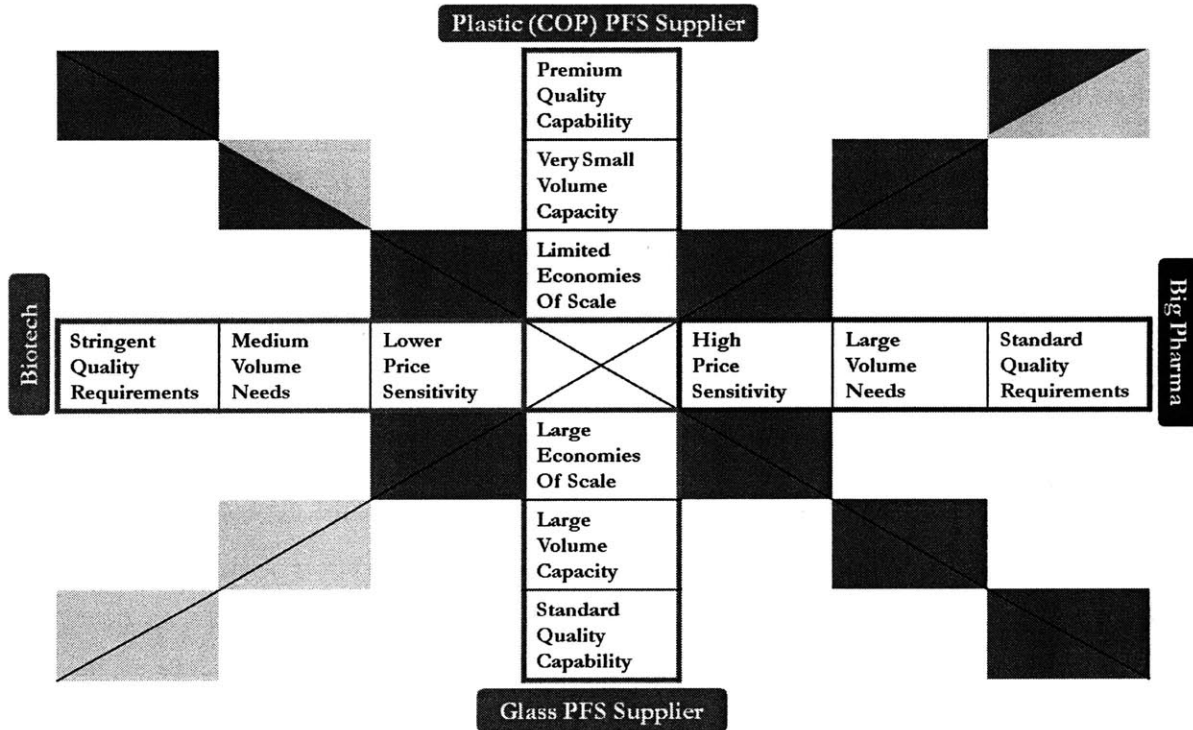 Plastic (COP) PFS Supplier
Premium
Quality
Capability
Very Small
Volume
Capacity
Limited
Economies
Of Scale
Biotech
Stringent
Quality
Requirements
Medium
Volume
Needs
Lower
Price
Sensitivity
High
Price
Sensitivity
Large
Volume
Needs
Standard
Quality
Requirements
Big Pharma
Large
Economies
Of Scale
Large
Volume
Capacity
Standard
Quality
Capability
Glass PFS Supplier